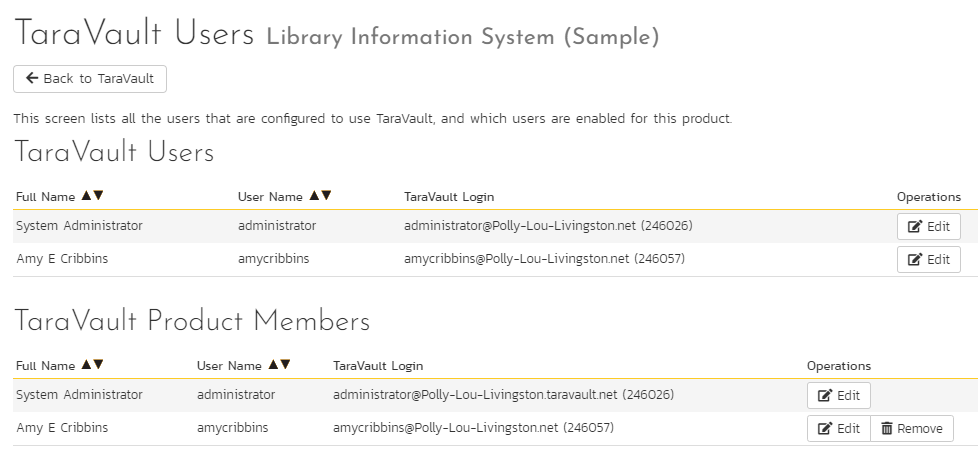 TaraVault Users Library Information System (Sample)
Back to TaraVault
This screen lists all the users that are configured to use TaraVault, and which users are enabled for this product.
TaraVault Users
Full Name ▲▼ User Name ▲▼ TaraVault Login Operations
System Administrator administrator administrator@Polly-Lou-Livingston.net (246026) Edit
Amy E Cribbins amycribbins amycribbins@Polly-Lou-Livingston.net (246057) Edit
TaraVault Product Members
Full Name ▲▼ User Name ▲▼ TaraVault Login Operations
System Administrator administrator administrator@Polly-Lou-Livingston.taravault.net (246026) Edit
Amy E Cribbins amycribbins amycribbins@Polly-Lou-Livingston.net (246057) Edit Remove